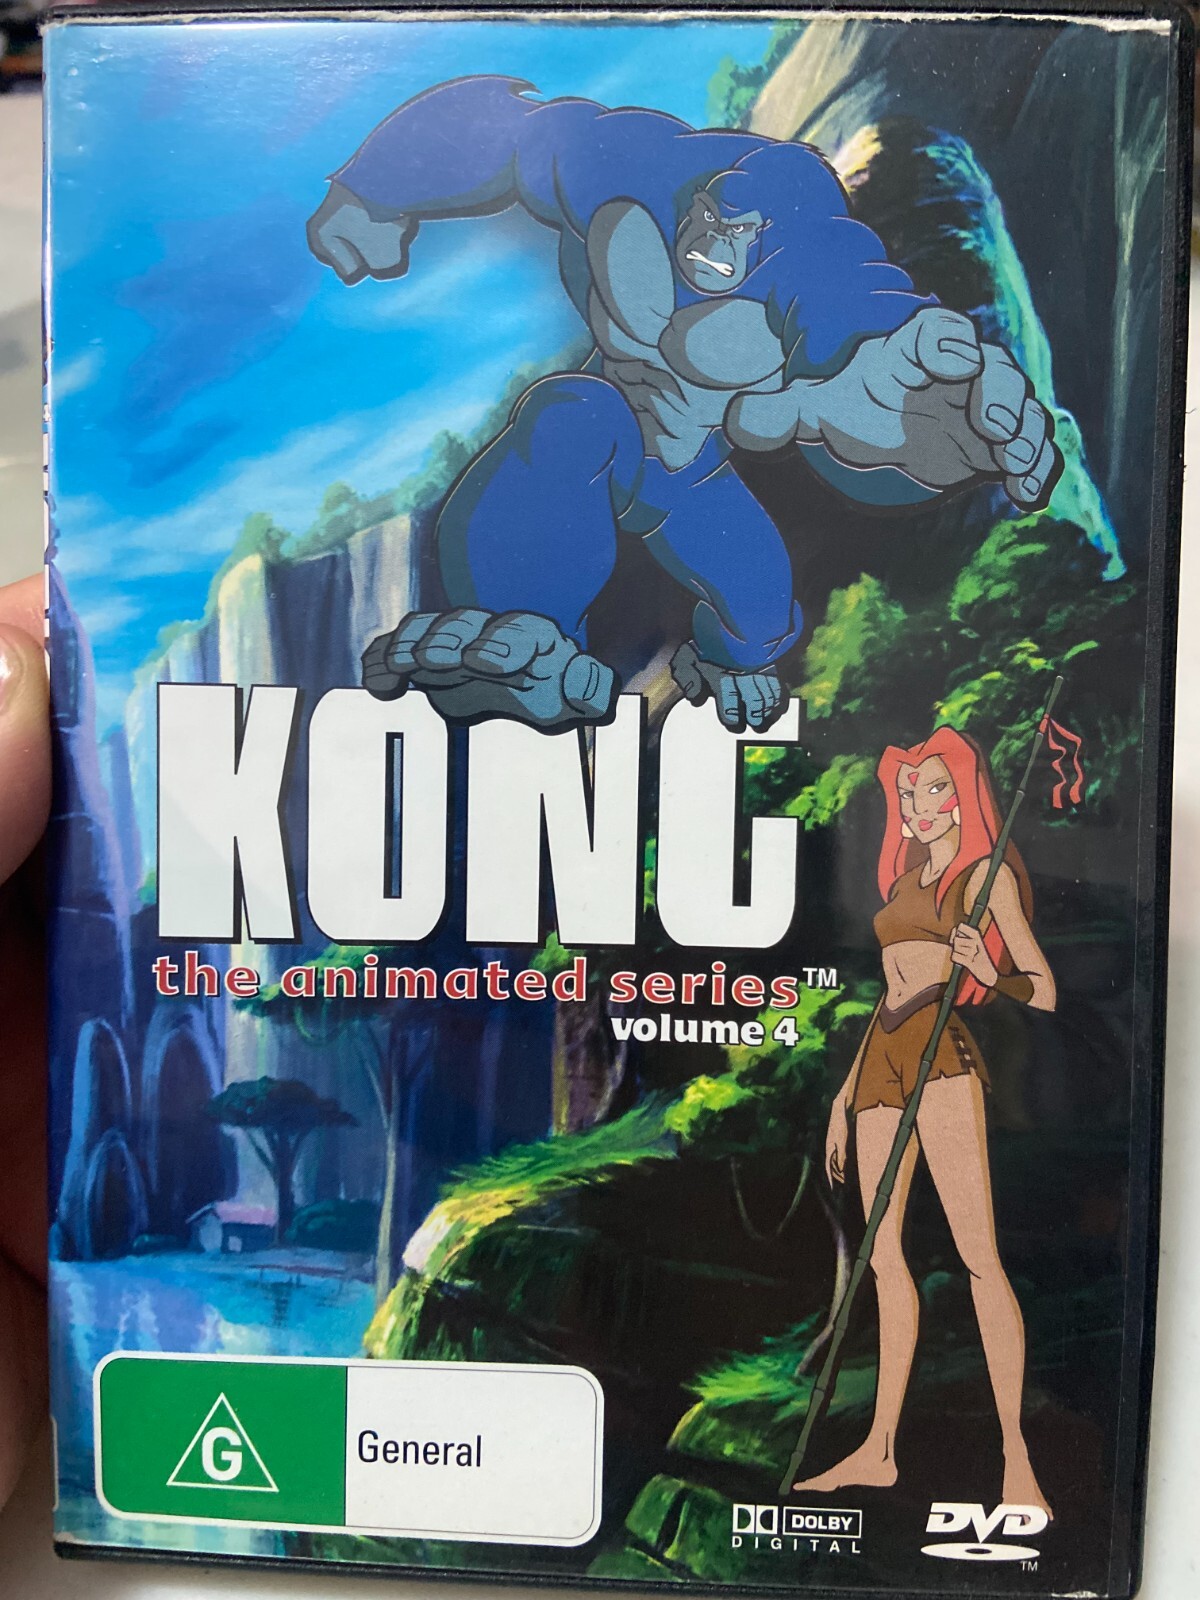 KONG
the animated series™
volume 4
G
General
DOLBY
DIGITAL
DVD
TM